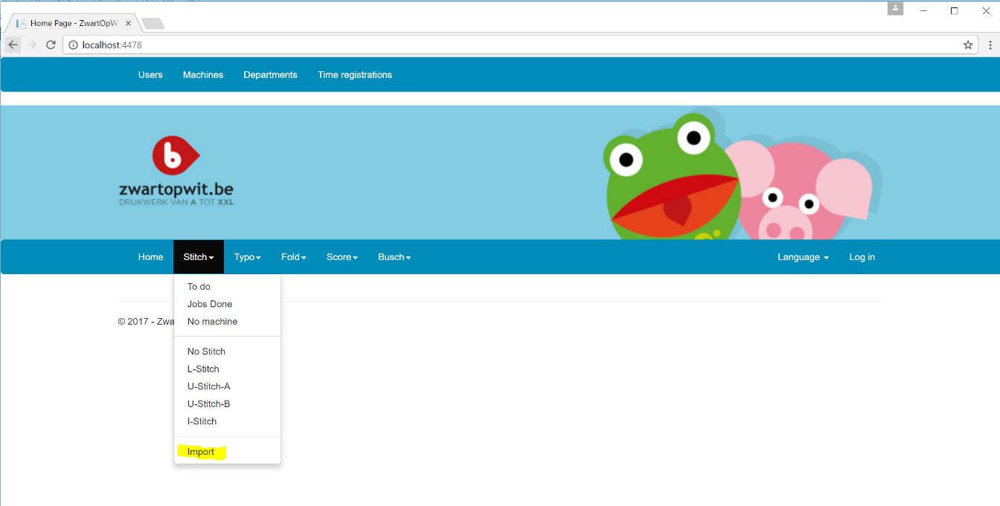 Home Page - ZwartOpWi
localhost:4478
Users Machines Departments Time registrations
b
zwartopwit.be
DRUKWERK VAN A TOT XXL
Home Stitch Typo Fold Score Busch Language Log in
To do
Jobs Done
© 2017 - Zwa
No machine
No Stitch
L-Stitch
U-Stitch-A
U-Stitch-B
I-Stitch
Import